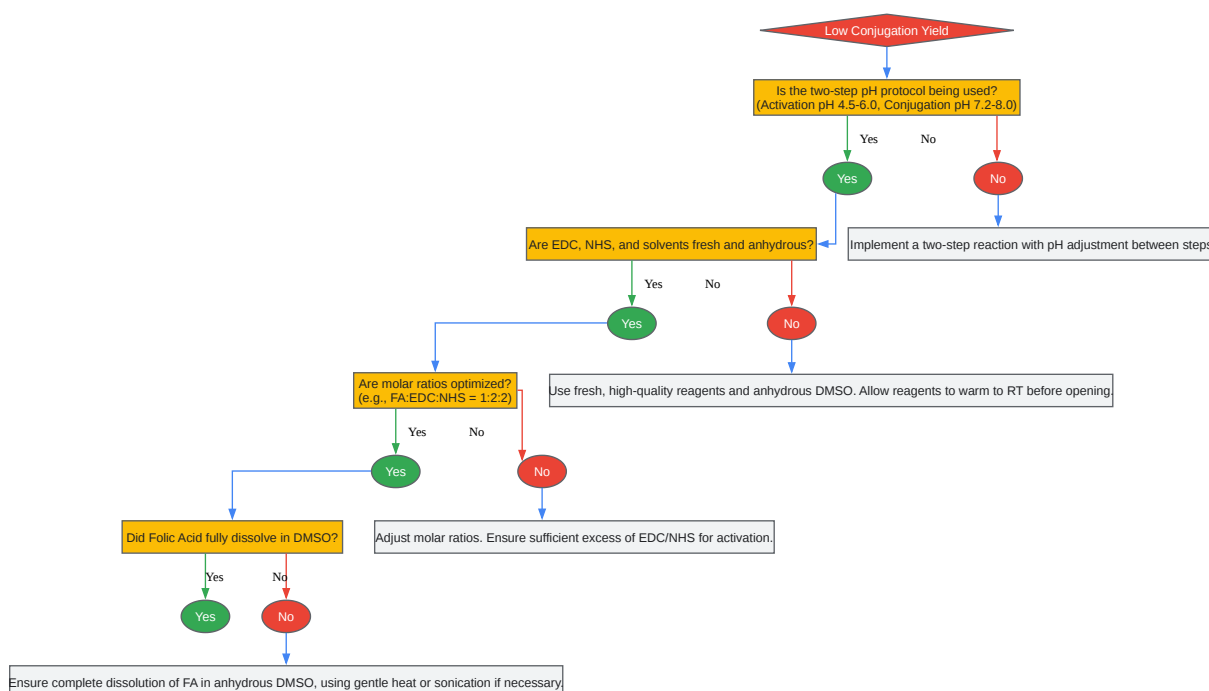 Low Conjugation Yield
Is the two-step pH protocol being used?
(Activation pH 4.5-6.0, Conjugation pH 7.2-8.0)
Yes
No
Yes
No
Are EDC, NHS, and solvents fresh and anhydrous?
Implement a two-step reaction with pH adjustment between steps
Yes
No
Yes
No
Are molar ratios optimized?
(e.g., FA:EDC:NHS = 1:2:2)
Use fresh, high-quality reagents and anhydrous DMSO. Allow reagents to warm to RT before opening.
Yes
No
Yes
No
Did Folic Acid fully dissolve in DMSO?
Adjust molar ratios. Ensure sufficient excess of EDC/NHS for activation.
Yes
No
Yes
No
Ensure complete dissolution of FA in anhydrous DMSO, using gentle heat or sonication if necessary.